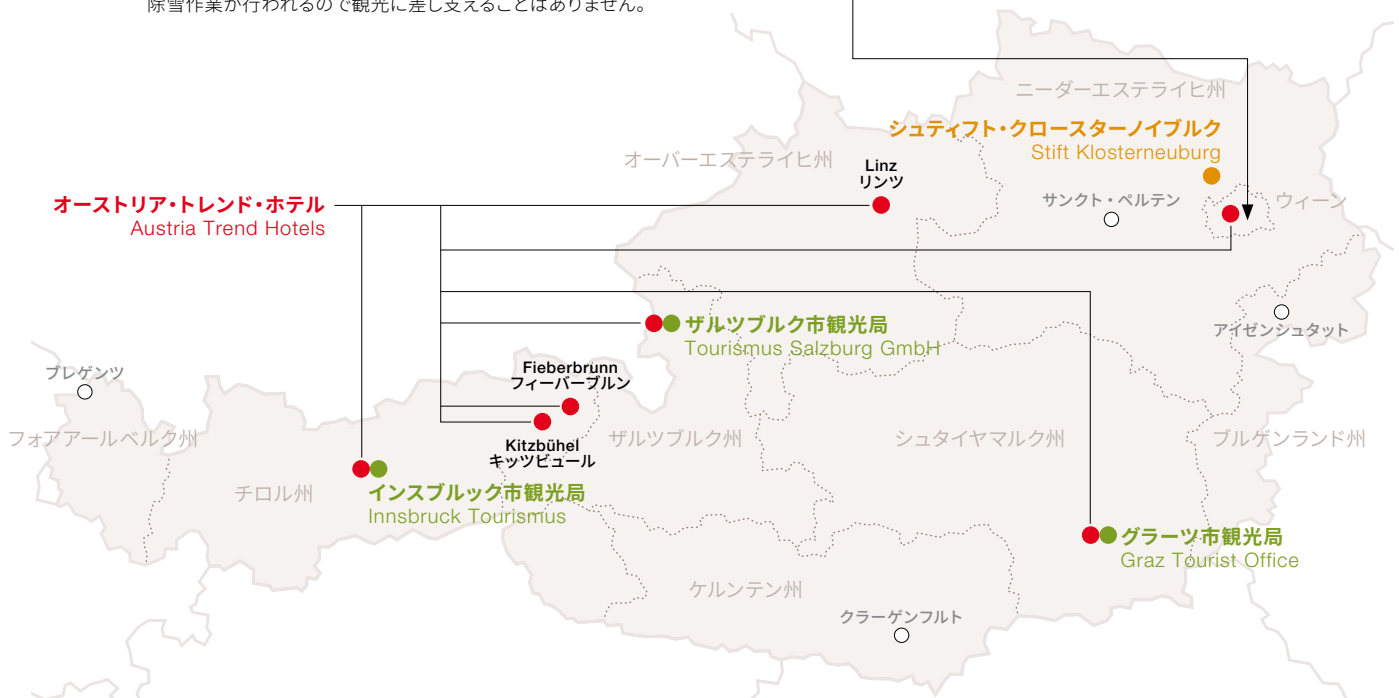 除雪作業が行われるので観光に差し支えることはありません。
ニーダーエステライヒ州
シュティフト・クロースターノイブルク
Stift Klosterneuburg
オーバーエステライヒ州
Linz
リンツ
サンクト・ペルテン
ウィーン
オーストリア・トレンド・ホテル
Austria Trend Hotels
ザルツブルク市観光局
Tourismus Salzburg GmbH
アイゼンシュタット
Fieberbrunn
フィーバーブルン
ブレゲンツ
フォアアールベルク州
Kitzbühel
キッツビュール
ザルツブルク州
シュタイヤマルク州
ブルゲンランド州
チロル州
インスブルック市観光局
Innsbruck Tourismus
グラーツ市観光局
Graz Tourist Office
ケルンテン州
クラーゲンフルト